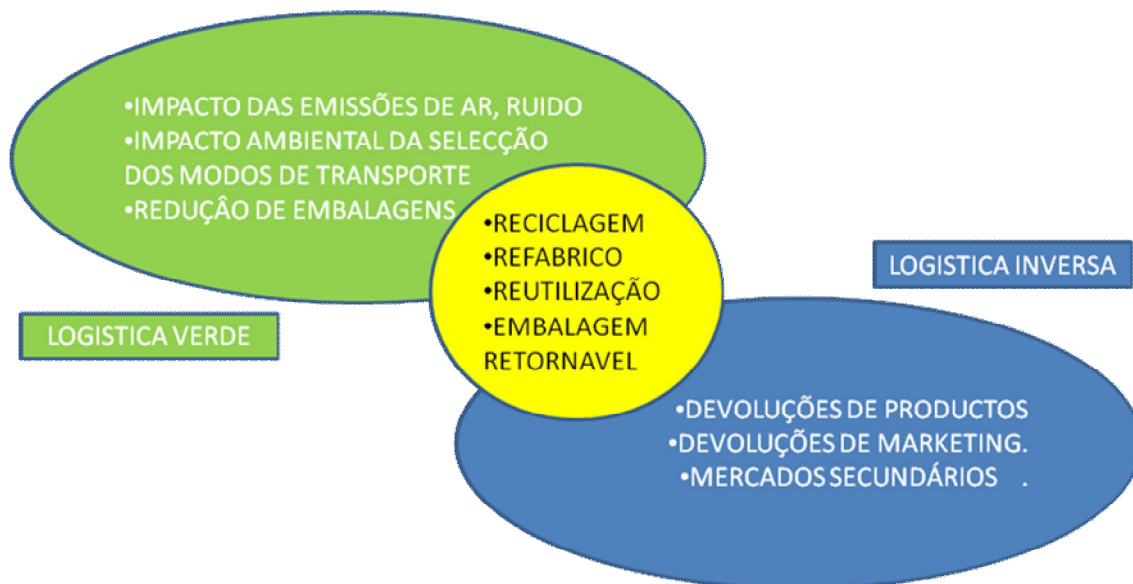 •IMPACTO DAS EMISSÕES DE AR, RUIDO
•IMPACTO AMBIENTAL DA SELECÇÃO
DOS MODOS DE TRANSPORTE
•REDUÇÂO DE EMBALAGENS
•RECICLAGEM
•REFABRICO
•REUTILIZAÇÃO
•EMBALAGEM
RETORNAVEL
LOGISTICA INVERSA
LOGISTICA VERDE
•DEVOLUÇÕES DE PRODUCTOS
•DEVOLUÇÕES DE MARKETING.
•MERCADOS SECUNDÁRIOS .